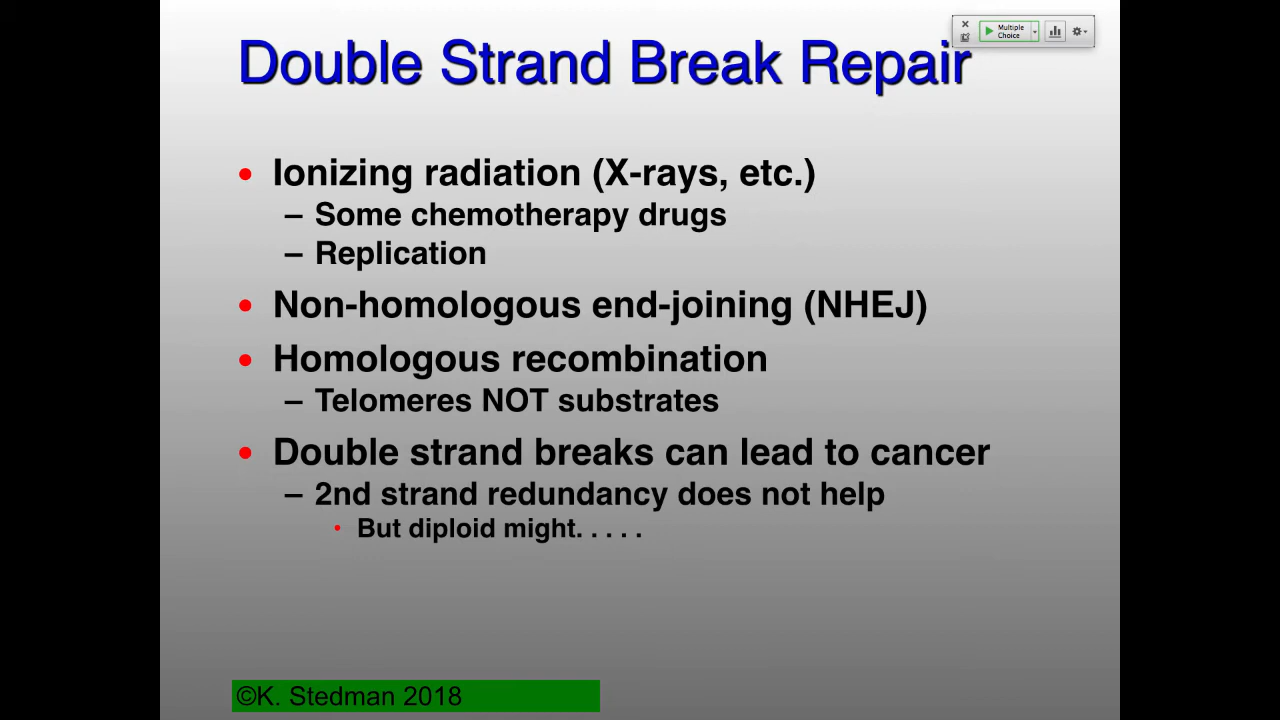 Double Strand Break Repair
Multiple
Choice
• Ionizing radiation (X-rays, etc.)
– Some chemotherapy drugs
– Replication
• Non-homologous end-joining (NHEJ)
• Homologous recombination
– Telomeres NOT substrates
• Double strand breaks can lead to cancer
– 2nd strand redundancy does not help
• But diploid might. . . . .
©K. Stedman 2018